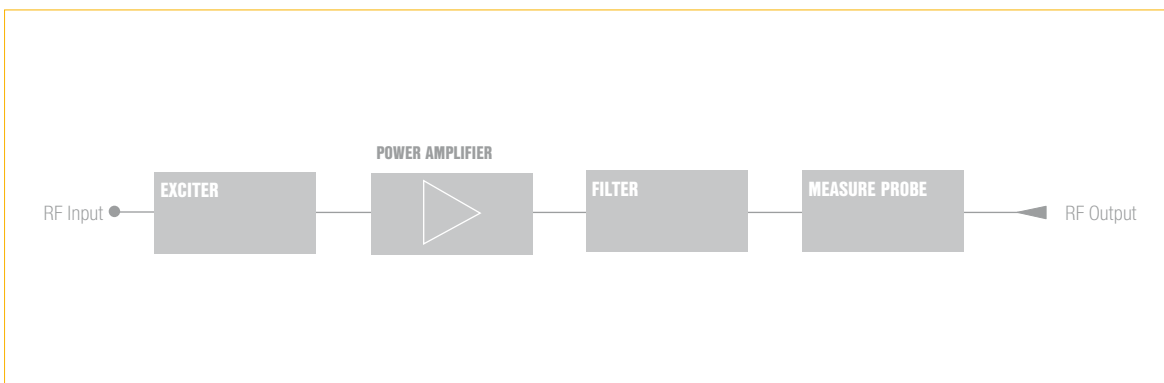 POWER AMPLIFIER
EXCITER
FILTER
MEASURE PROBE
RF Input
RF Output